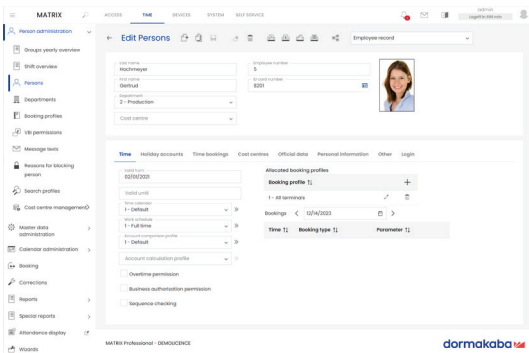 MATRIX
ACCESS
TIME
DEVICES
SYSTEM
SELF SERVICE
admin
Logoff in 599 min
Person administration
Groups yearly overview
Shift overview
Persons
Departments
Booking profiles
VIB permissions
Message texts
Reasons for blocking
person
Search profiles
Cost centre management
Master data
administration
Calendar administration
Booking
Corrections
Reports
Special reports
Attendance display
Wizards
Edit Persons
Employee record
Last name
Hochmeyer
Employee number
5
First name
Gertrud
ID card number
8201
Department
2 - Production
Cost centre
Time
Holiday accounts
Time bookings
Cost centres
Official data
Personal information
Other
Login
Valid from
02/01/2021
Valid until
Time calendar
1 - Default
Work schedule
1 - Full time
Account comparison profile
1 - Default
Account calculation profile
Overtime permission
Business authorisation permission
Sequence checking
Allocated booking profiles
Booking profile
1 - All terminals
Bookings
12/14/2023
Time
Booking type
Parameter
MATRIX Professional - DEMOLICENCE
dormakaba